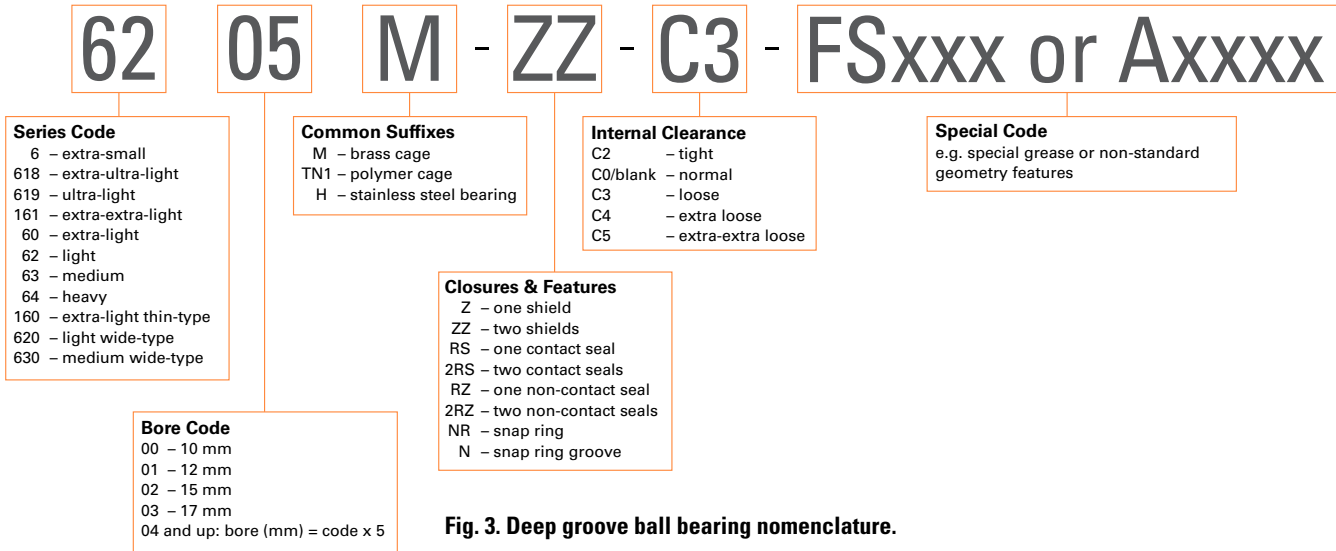 62 05 M - ZZ - C3 - FSxxx or Axxxx
Series Code
6 – extra-small
618 – extra-ultra-light
619 – ultra-light
161 – extra-extra-light
60 – extra-light
62 – light
63 – medium
64 – heavy
160 – extra-light thin-type
620 – light wide-type
630 – medium wide-type
Bore Code
00 – 10 mm
01 – 12 mm
02 – 15 mm
03 – 17 mm
04 and up: bore (mm) = code x 5
Common Suffixes
M – brass cage
TN1 – polymer cage
H – stainless steel bearing
Closures & Features
Z – one shield
ZZ – two shields
RS – one contact seal
2RS – two contact seals
RZ – one non-contact seal
2RZ – two non-contact seals
NR – snap ring
N – snap ring groove
Internal Clearance
C2 – tight
C0/blank – normal
C3 – loose
C4 – extra loose
C5 – extra-extra loose
Special Code
e.g. special grease or non-standard
geometry features
Fig. 3. Deep groove ball bearing nomenclature.